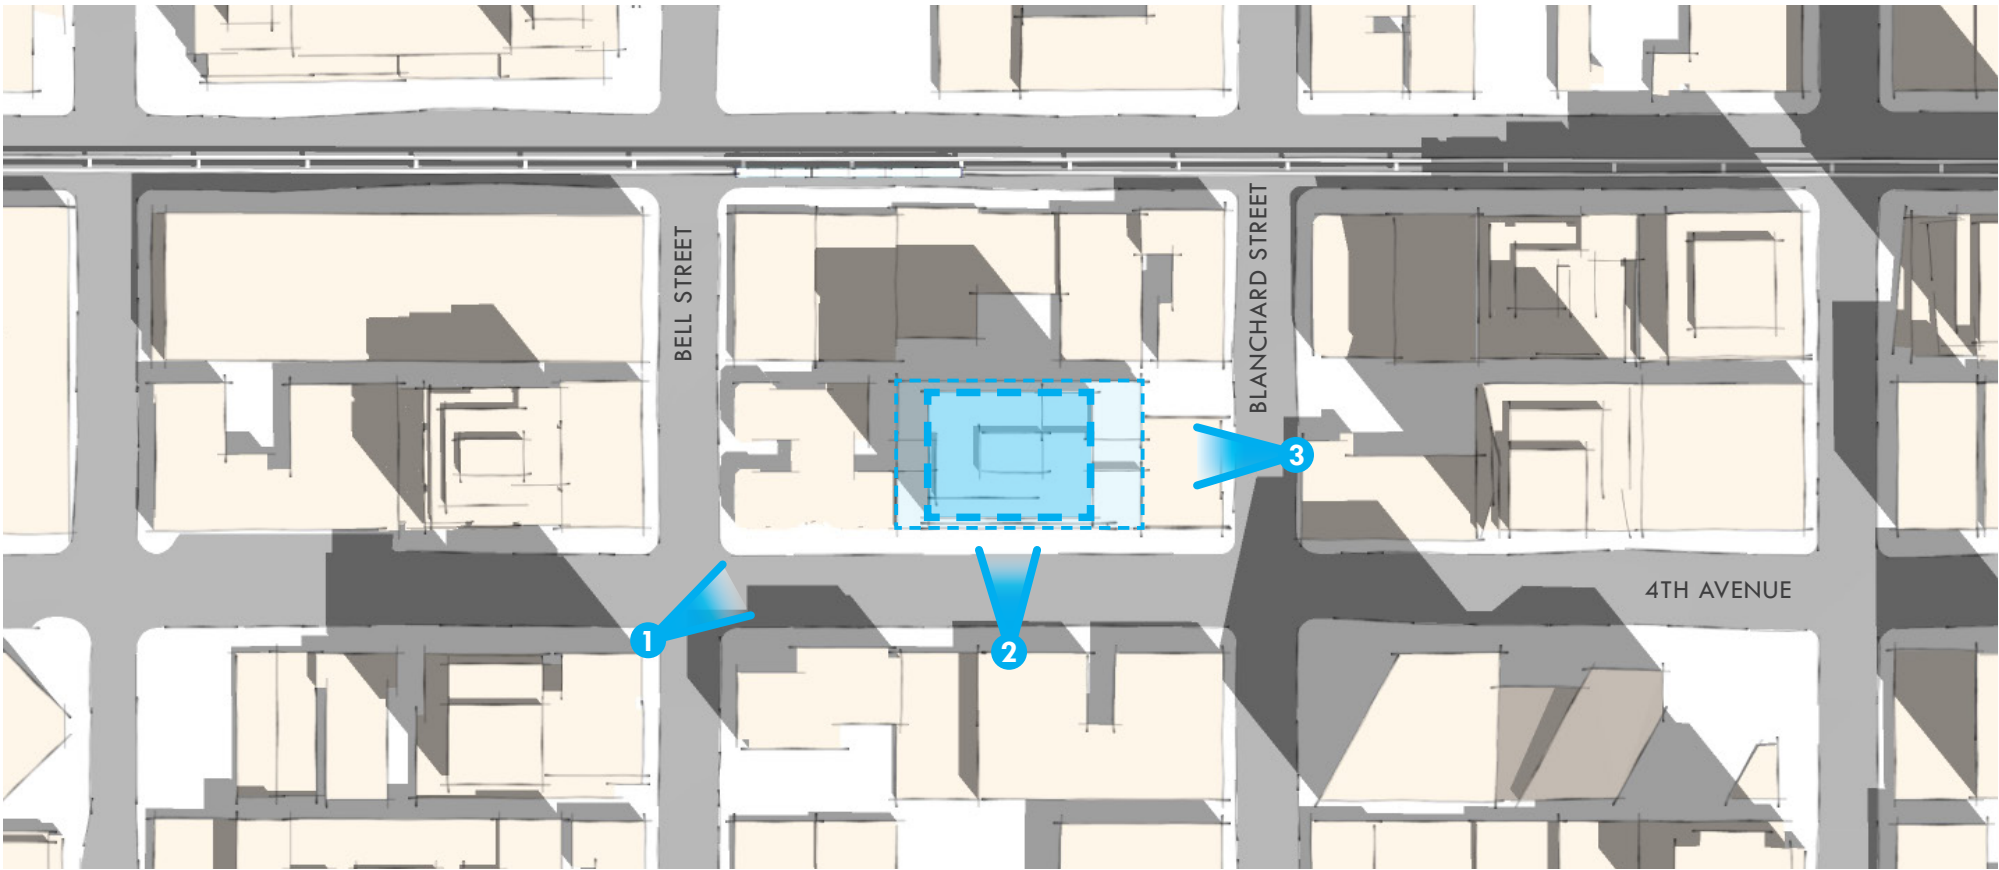 BELL STREET
BLANCHARD STREET
3
4TH AVENUE
1
2